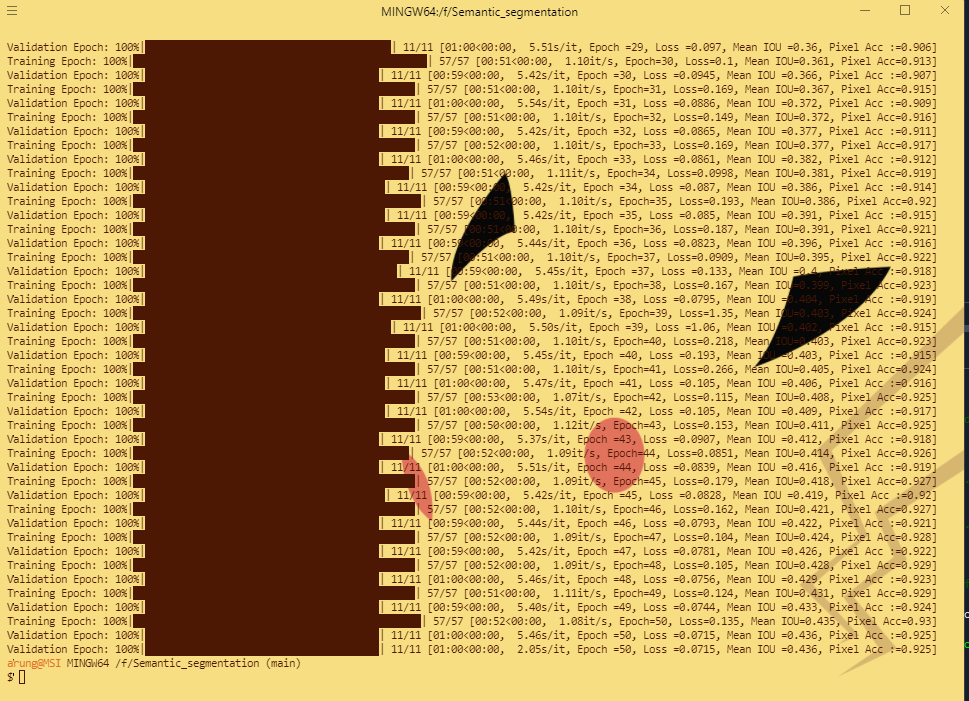 MINGW64:/f/Semantic_segmentation
Validation Epoch: 100%| | 11/11 [01:00<00:00, 5.51s/it, Epoch =29, Loss =0.097, Mean IOU =0.36, Pixel Acc :=0.906]
Training Epoch: 100%| | 57/57 [00:51<00:00, 1.10it/s, Epoch=30, Loss=0.1, Mean IOU=0.361, Pixel Acc=0.913]
Validation Epoch: 100%| | 11/11 [00:59<00:00, 5.42s/it, Epoch =30, Loss =0.0945, Mean IOU =0.366, Pixel Acc :=0.907]
Training Epoch: 100%| | 57/57 [00:51<00:00, 1.10it/s, Epoch=31, Loss=0.169, Mean IOU=0.367, Pixel Acc=0.915]
Validation Epoch: 100%| | 11/11 [01:00<00:00, 5.54s/it, Epoch =31, Loss =0.0886, Mean IOU =0.372, Pixel Acc :=0.909]
Training Epoch: 100%| | 57/57 [00:51<00:00, 1.10it/s, Epoch=32, Loss=0.149, Mean IOU=0.372, Pixel Acc=0.916]
Validation Epoch: 100%| | 11/11 [00:59<00:00, 5.42s/it, Epoch =32, Loss =0.0865, Mean IOU =0.377, Pixel Acc :=0.911]
Training Epoch: 100%| | 57/57 [00:52<00:00, 1.10it/s, Epoch=33, Loss=0.169, Mean IOU=0.377, Pixel Acc=0.917]
Validation Epoch: 100%| | 11/11 [01:00<00:00, 5.46s/it, Epoch =33, Loss =0.0861, Mean IOU =0.382, Pixel Acc :=0.912]
Training Epoch: 100%| | 57/57 [00:51<00:00, 1.11it/s, Epoch=34, Loss=0.0998, Mean IOU=0.381, Pixel Acc=0.919]
Validation Epoch: 100%| | 11/11 [00:59<00:00, 5.42s/it, Epoch =34, Loss =0.087, Mean IOU =0.386, Pixel Acc :=0.914]
Training Epoch: 100%| | 57/57 [00:51<00:00, 1.10it/s, Epoch=35, Loss=0.193, Mean IOU=0.386, Pixel Acc=0.92]
Validation Epoch: 100%| | 11/11 [00:59<00:00, 5.42s/it, Epoch =35, Loss =0.085, Mean IOU =0.391, Pixel Acc :=0.915]
Training Epoch: 100%| | 57/57 [00:51<00:00, 1.10it/s, Epoch=36, Loss=0.187, Mean IOU=0.391, Pixel Acc=0.921]
Validation Epoch: 100%| | 11/11 [00:59<00:00, 5.44s/it, Epoch =36, Loss =0.0823, Mean IOU =0.396, Pixel Acc :=0.916]
Training Epoch: 100%| | 57/57 [00:51<00:00, 1.10it/s, Epoch=37, Loss=0.0909, Mean IOU=0.395, Pixel Acc=0.922]
Validation Epoch: 100%| | 11/11 [00:59<00:00, 5.45s/it, Epoch =37, Loss =0.133, Mean IOU =0.4, Pixel Acc :=0.918]
Training Epoch: 100%| | 57/57 [00:51<00:00, 1.10it/s, Epoch=38, Loss=0.167, Mean IOU=0.399, Pixel Acc=0.923]
Validation Epoch: 100%| | 11/11 [01:00<00:00, 5.49s/it, Epoch =38, Loss =0.0795, Mean IOU =0.404, Pixel Acc :=0.919]
Training Epoch: 100%| | 57/57 [00:52<00:00, 1.09it/s, Epoch=39, Loss=1.35, Mean IOU=0.403, Pixel Acc=0.924]
Validation Epoch: 100%| | 11/11 [01:00<00:00, 5.50s/it, Epoch =39, Loss =1.06, Mean IOU =0.402, Pixel Acc :=0.915]
Training Epoch: 100%| | 57/57 [00:51<00:00, 1.10it/s, Epoch=40, Loss=0.218, Mean IOU=0.403, Pixel Acc=0.923]
Validation Epoch: 100%| | 11/11 [00:59<00:00, 5.45s/it, Epoch =40, Loss =0.193, Mean IOU =0.403, Pixel Acc :=0.915]
Training Epoch: 100%| | 57/57 [00:51<00:00, 1.10it/s, Epoch=41, Loss=0.266, Mean IOU=0.405, Pixel Acc=0.924]
Validation Epoch: 100%| | 11/11 [01:00<00:00, 5.47s/it, Epoch =41, Loss =0.105, Mean IOU =0.406, Pixel Acc :=0.916]
Training Epoch: 100%| | 57/57 [00:53<00:00, 1.07it/s, Epoch=42, Loss=0.115, Mean IOU=0.408, Pixel Acc=0.925]
Validation Epoch: 100%| | 11/11 [01:00<00:00, 5.54s/it, Epoch =42, Loss =0.105, Mean IOU =0.409, Pixel Acc :=0.917]
Training Epoch: 100%| | 57/57 [00:50<00:00, 1.12it/s, Epoch=43, Loss=0.153, Mean IOU=0.411, Pixel Acc=0.925]
Validation Epoch: 100%| | 11/11 [00:59<00:00, 5.37s/it, Epoch =43, Loss =0.0907, Mean IOU =0.412, Pixel Acc :=0.918]
Training Epoch: 100%| | 57/57 [00:52<00:00, 1.09it/s, Epoch=44, Loss=0.0851, Mean IOU=0.414, Pixel Acc=0.926]
Validation Epoch: 100%| | 11/11 [01:00<00:00, 5.51s/it, Epoch =44, Loss =0.0839, Mean IOU =0.416, Pixel Acc :=0.919]
Training Epoch: 100%| | 57/57 [00:52<00:00, 1.09it/s, Epoch=45, Loss=0.179, Mean IOU=0.418, Pixel Acc=0.927]
Validation Epoch: 100%| | 11/11 [00:59<00:00, 5.42s/it, Epoch =45, Loss =0.0828, Mean IOU =0.419, Pixel Acc :=0.92]
Training Epoch: 100%| | 57/57 [00:52<00:00, 1.10it/s, Epoch=46, Loss=0.162, Mean IOU=0.421, Pixel Acc=0.927]
Validation Epoch: 100%| | 11/11 [00:59<00:00, 5.44s/it, Epoch =46, Loss =0.0793, Mean IOU =0.422, Pixel Acc :=0.921]
Training Epoch: 100%| | 57/57 [00:52<00:00, 1.09it/s, Epoch=47, Loss=0.104, Mean IOU=0.424, Pixel Acc=0.928]
Validation Epoch: 100%| | 11/11 [00:59<00:00, 5.42s/it, Epoch =47, Loss =0.0781, Mean IOU =0.426, Pixel Acc :=0.922]
Training Epoch: 100%| | 57/57 [00:52<00:00, 1.09it/s, Epoch=48, Loss=0.105, Mean IOU=0.428, Pixel Acc=0.929]
Validation Epoch: 100%| | 11/11 [01:00<00:00, 5.46s/it, Epoch =48, Loss =0.0756, Mean IOU =0.429, Pixel Acc :=0.923]
Training Epoch: 100%| | 57/57 [00:51<00:00, 1.11it/s, Epoch=49, Loss=0.124, Mean IOU=0.431, Pixel Acc=0.929]
Validation Epoch: 100%| | 11/11 [00:59<00:00, 5.40s/it, Epoch =49, Loss =0.0744, Mean IOU =0.433, Pixel Acc :=0.924]
Training Epoch: 100%| | 57/57 [00:52<00:00, 1.08it/s, Epoch=50, Loss=0.135, Mean IOU=0.435, Pixel Acc=0.93]
Validation Epoch: 100%| | 11/11 [01:00<00:00, 5.46s/it, Epoch =50, Loss =0.0715, Mean IOU =0.436, Pixel Acc :=0.925]
Validation Epoch: 100%| | 11/11 [01:00<00:00, 2.05s/it, Epoch =50, Loss =0.0715, Mean IOU =0.436, Pixel Acc :=0.925]
arung@MSI MINGW64 /f/Semantic_segmentation (main)
$